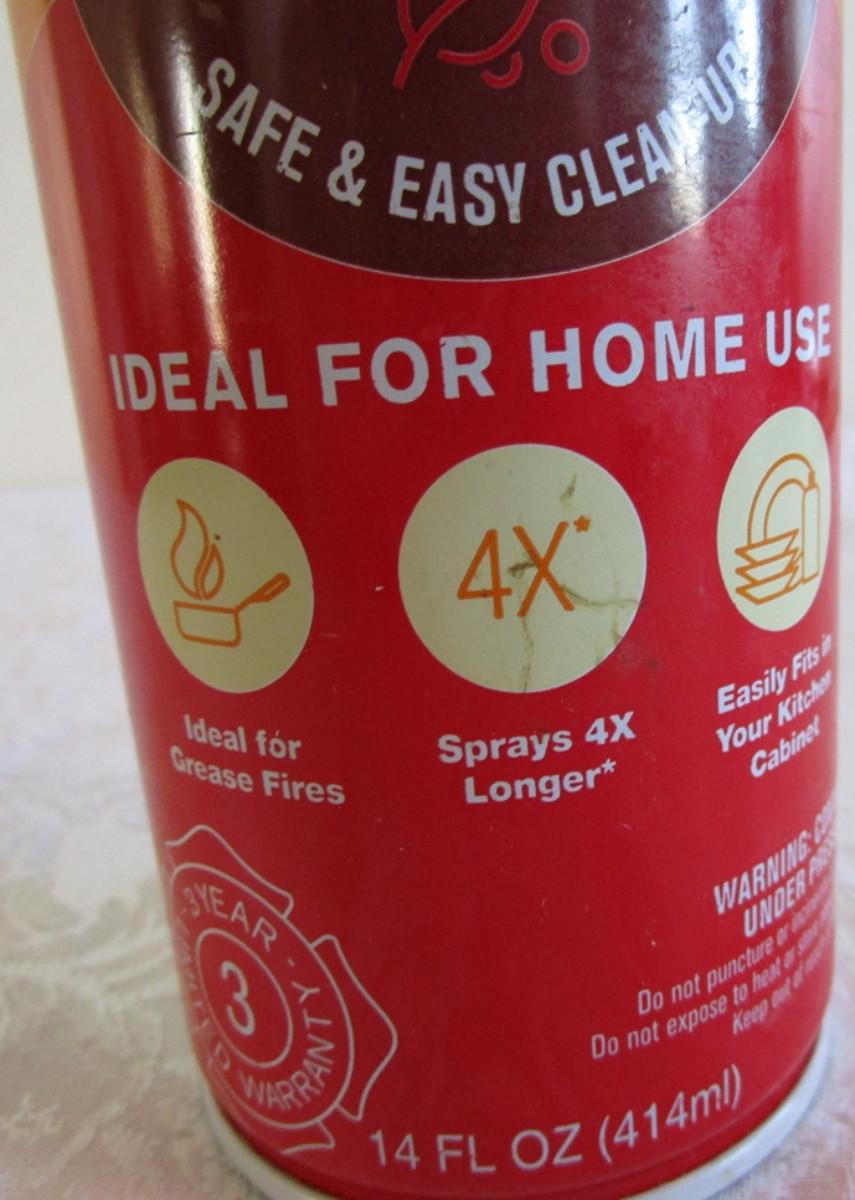 SAFE & EASY CLEAN-UP
IDEAL FOR HOME USE
4X*
Ideal for
Grease Fires
Sprays 4X
Longer*
Easily Fits in
Your Kitchen
Cabinet
3 YEAR
LIMITED WARRANTY
3
WARNING:
UNDER
Do not puncture or
Do not expose to heat or
Keep out of
14 FL OZ (414ml)